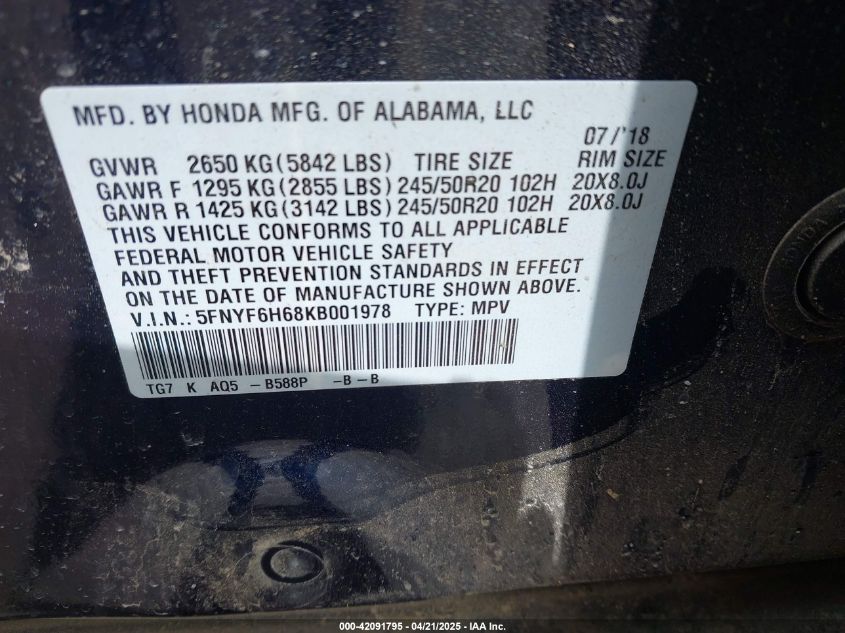 MFD. BY HONDA MFG. OF ALABAMA, LLC
07/'18
GVWR 2650 KG(5842 LBS) TIRE SIZE RIM SIZE
GAWR F 1295 KG(2855 LBS)245/50R20 102H 20X8.0J
GAWR R 1425 KG(3142 LBS)245/50R20 102H 20X8.0J
THIS VEHICLE CONFORMS TO ALL APPLICABLE
FEDERAL MOTOR VEHICLE SAFETY
AND THEFT PREVENTION STANDARDS IN EFFECT
ON THE DATE OF MANUFACTURE SHOWN ABOVE.
V.I.N.: 5FNYF6H68KB001978 TYPE: MPV
TG7 K AQ5 -B588P -B-B
HONDA
000-42091795 - 04/21/2025 - IAA Inc.